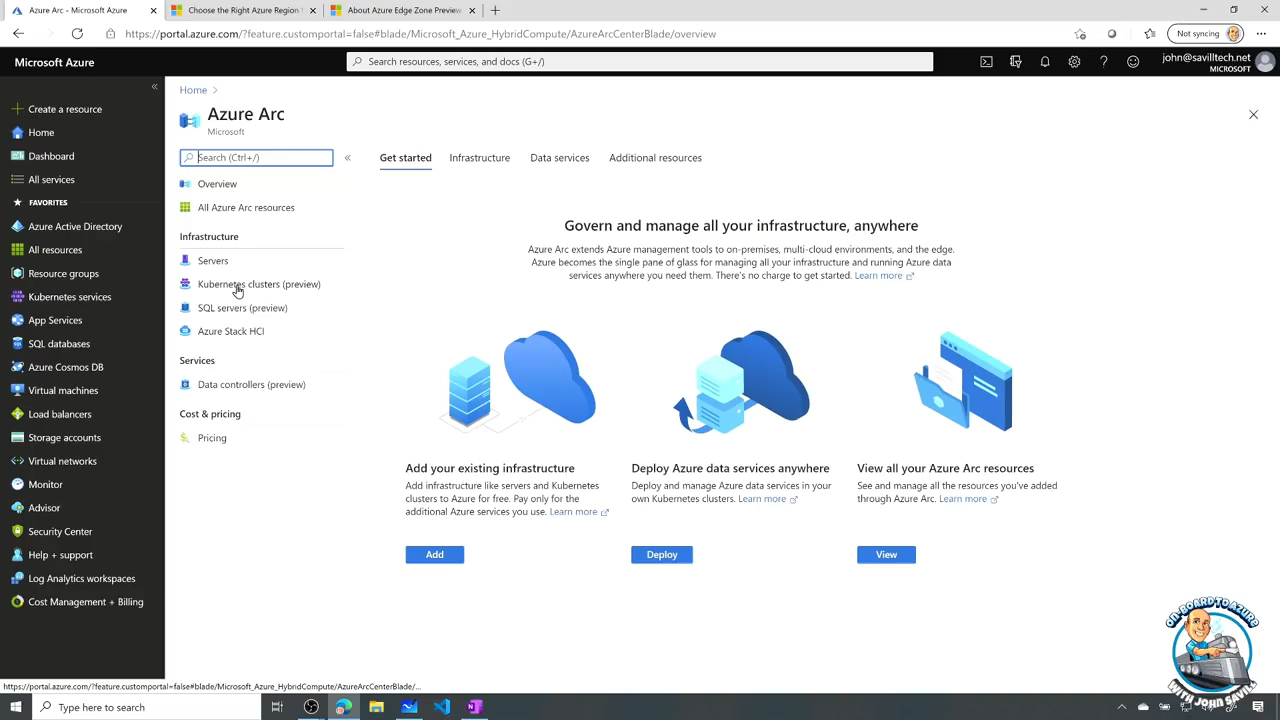 Azure Arc - Microsoft Azure
Choose the Right Azure Region
About Azure Edge Zone Preview
https://portal.azure.com/?feature.customportal=false#blade/Microsoft_Azure_HybridCompute/AzureArcCenterBlade/overview
Not syncing
Microsoft Azure
Search resources, services, and docs (G+/)
john@savilltech.net
MICROSOFT
Create a resource
Home
Dashboard
All services
FAVORITES
Azure Active Directory
All resources
Resource groups
Kubernetes services
App Services
SQL databases
Azure Cosmos DB
Virtual machines
Load balancers
Storage accounts
Virtual networks
Monitor
Advisor
Security Center
Help + support
Log Analytics workspaces
Cost Management + Billing
Home
Azure Arc
Microsoft
Search (Ctrl+/)
Overview
All Azure Arc resources
Infrastructure
Servers
Kubernetes clusters (preview)
SQL servers (preview)
Azure Stack HCI
Services
Data controllers (preview)
Cost & pricing
Pricing
Get started Infrastructure Data services Additional resources
Govern and manage all your infrastructure, anywhere
Azure Arc extends Azure management tools to on-premises, multi-cloud environments, and the edge.
Azure becomes the single pane of glass for managing all your infrastructure and running Azure data
services anywhere you need them. There's no charge to get started. Learn more
Add your existing infrastructure
Add infrastructure like servers and Kubernetes
clusters to Azure for free. Pay only for the
additional Azure services you use. Learn more
Add
Deploy Azure data services anywhere
Deploy and manage Azure data services in your
own Kubernetes clusters. Learn more
Deploy
View all your Azure Arc resources
See and manage all the resources you've added
through Azure Arc. Learn more
View
ON-BOARD TO AZURE
WITH JOHN SAVILL
https://portal.azure.com/?feature.customportal=false#blade/Microsoft_Azure_HybridCompute/AzureArcCenterBlade/...
Type here to search